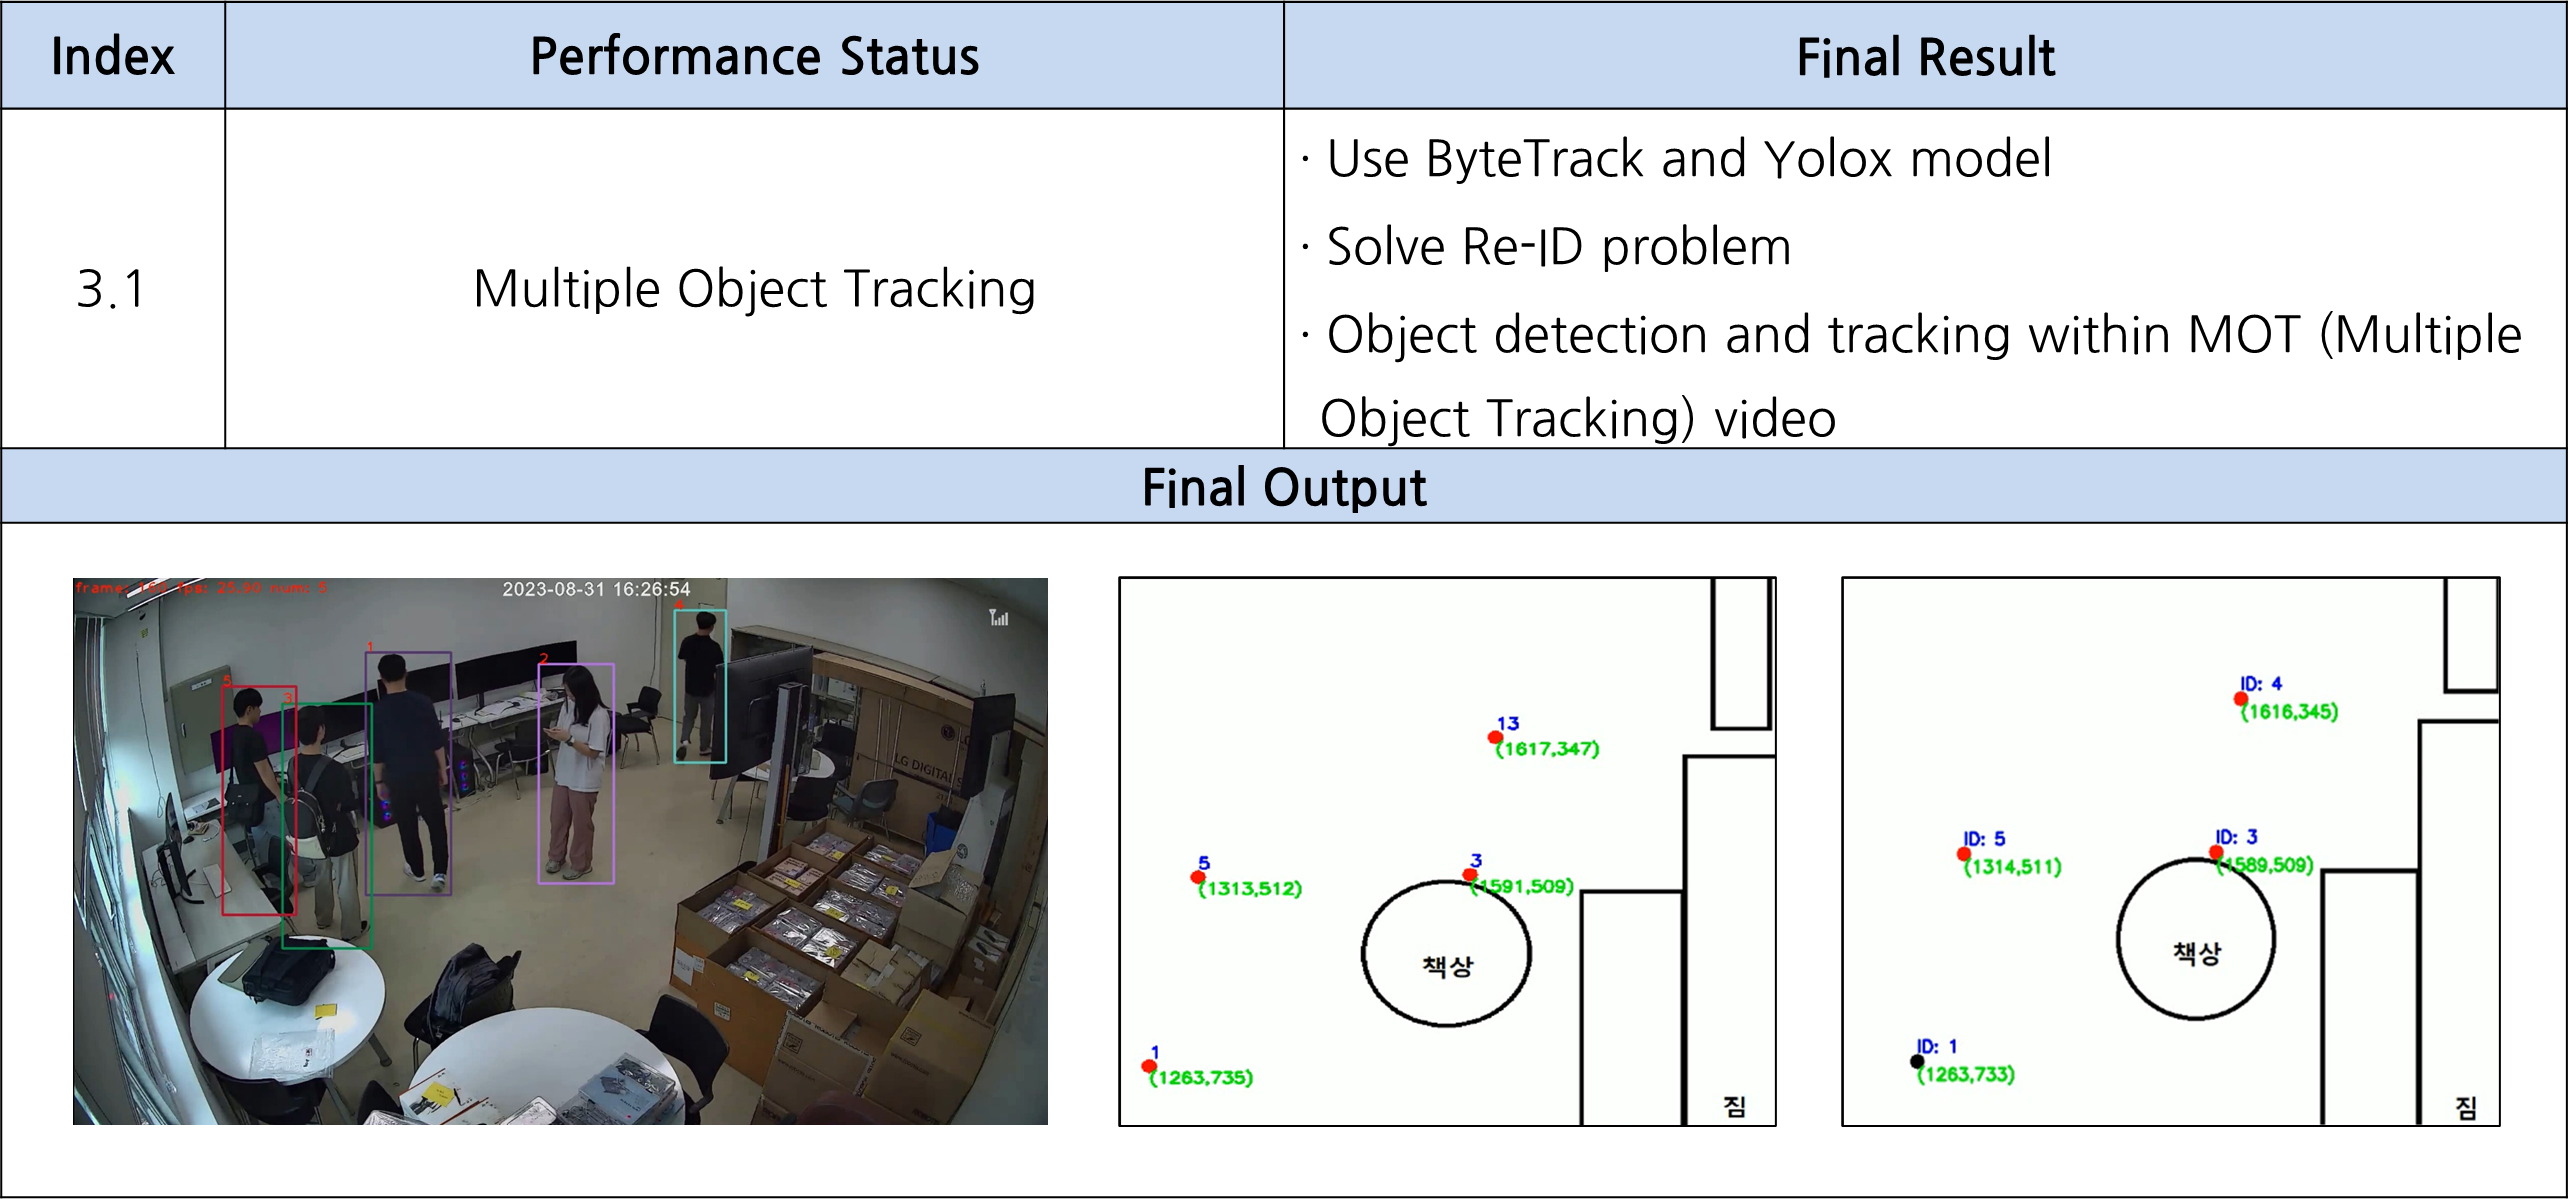 Index
Performance Status
Final Result
3.1
Multiple Object Tracking
· Use ByteTrack and Yolox model
· Solve Re-ID problem
· Object detection and tracking within MOT (Multiple
Object Tracking) video
Final Output
frame: 160 fps: 25.90 num: 5
2023-08-31 16:26:54
4
1
2
5
3
LG DIGITAL
13
(1617,347)
5
(1313,512)
3
(1591,509)
책상
1
(1263,735)
짐
ID: 4
(1616,345)
ID: 5
(1314,511)
ID: 3
(1589,509)
책상
ID: 1
(1263,733)
짐